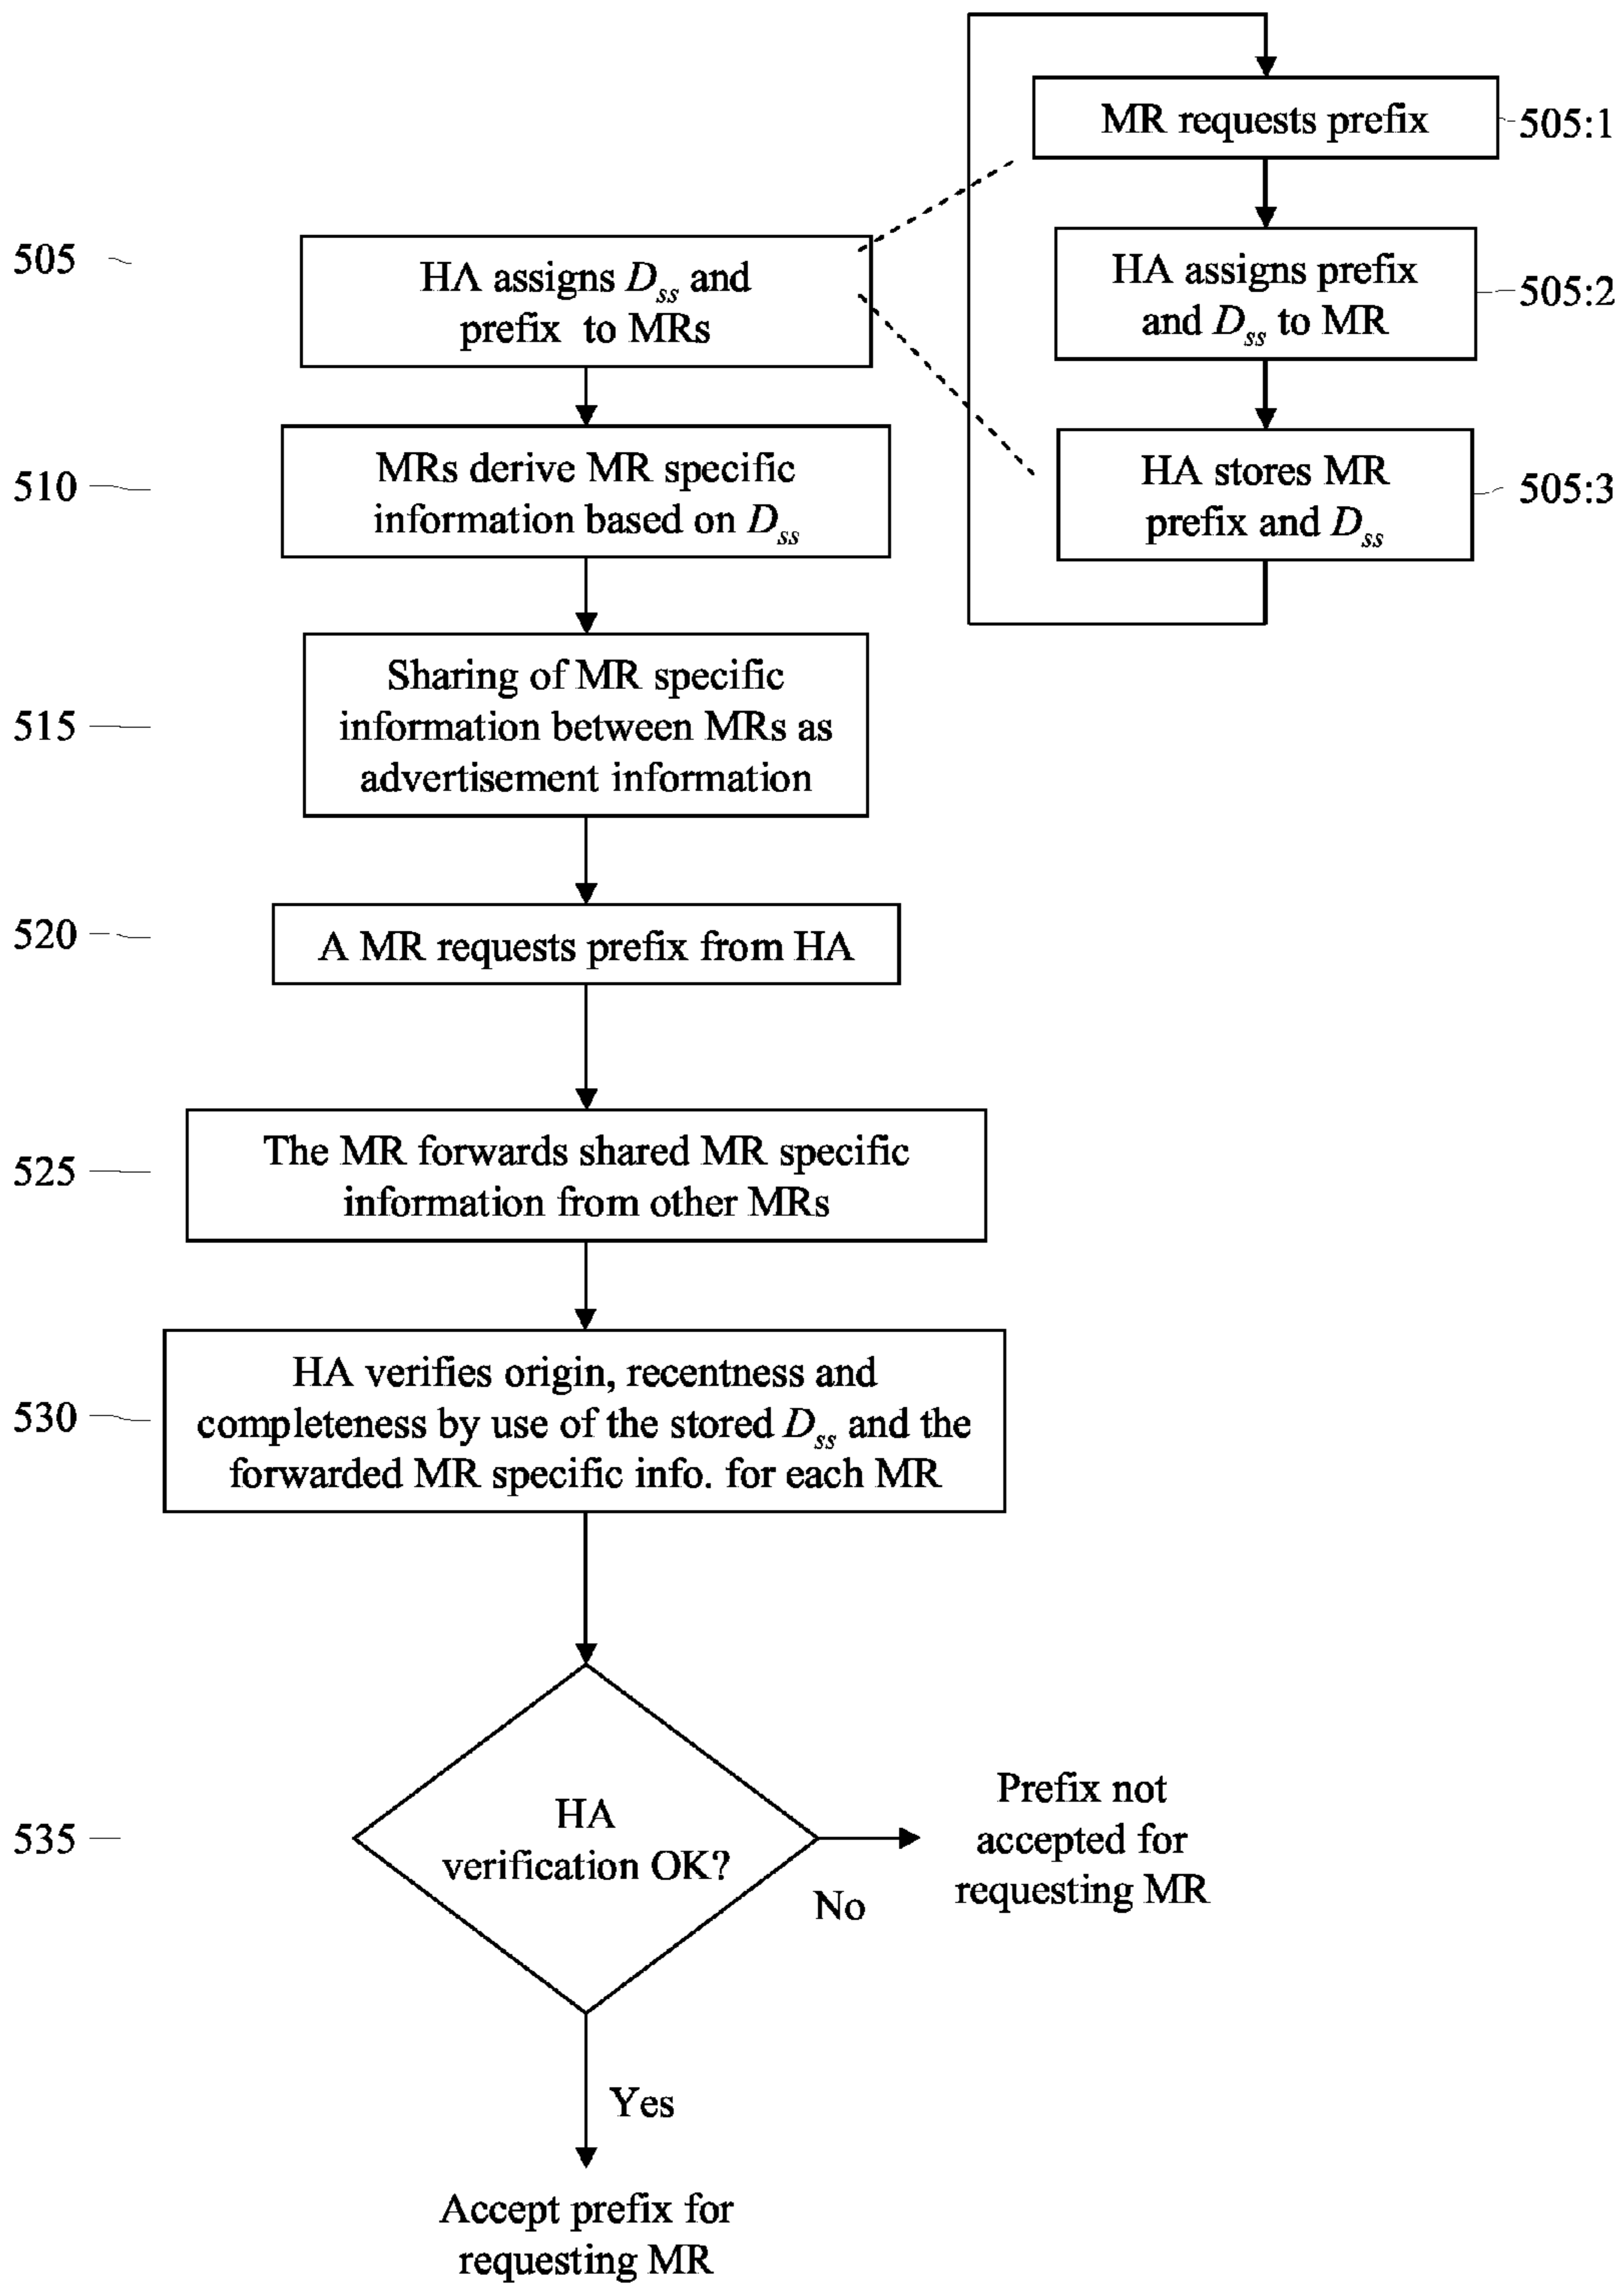 MR requests prefix
505:1
HA assigns prefix
and Dss to MR
505:2
HA stores MR
prefix and Dss
505:3
505
HA assigns Dss and
prefix to MRs
510
MRs derive MR specific
information based on Dss
515
Sharing of MR specific
information between MRs as
advertisement information
520
A MR requests prefix from HA
525
The MR forwards shared MR specific
information from other MRs
530
HA verifies origin, recentness and
completeness by use of the stored Dss and the
forwarded MR specific info. for each MR
535
HA
verification OK?
No
Prefix not
accepted for
requesting MR
Yes
Accept prefix for
requesting MR